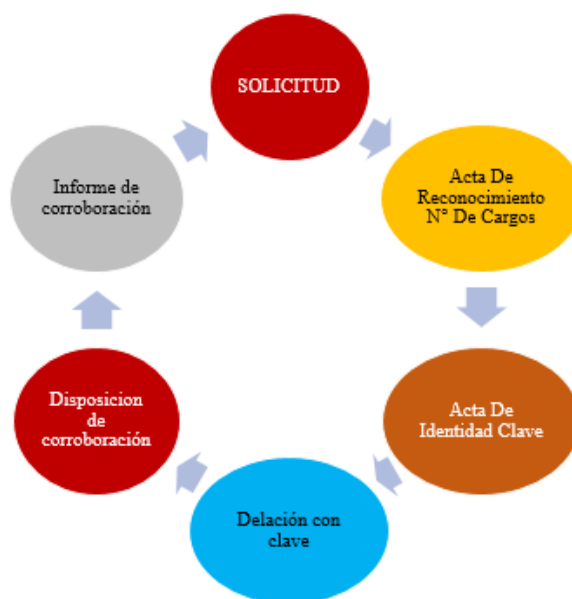 SOLICITUD
Acta De
Reconocimiento
N° De Cargos
Acta De
Identidad Clave
Delación con
clave
Disposicion
de
corroboración
Informe de
corroboración